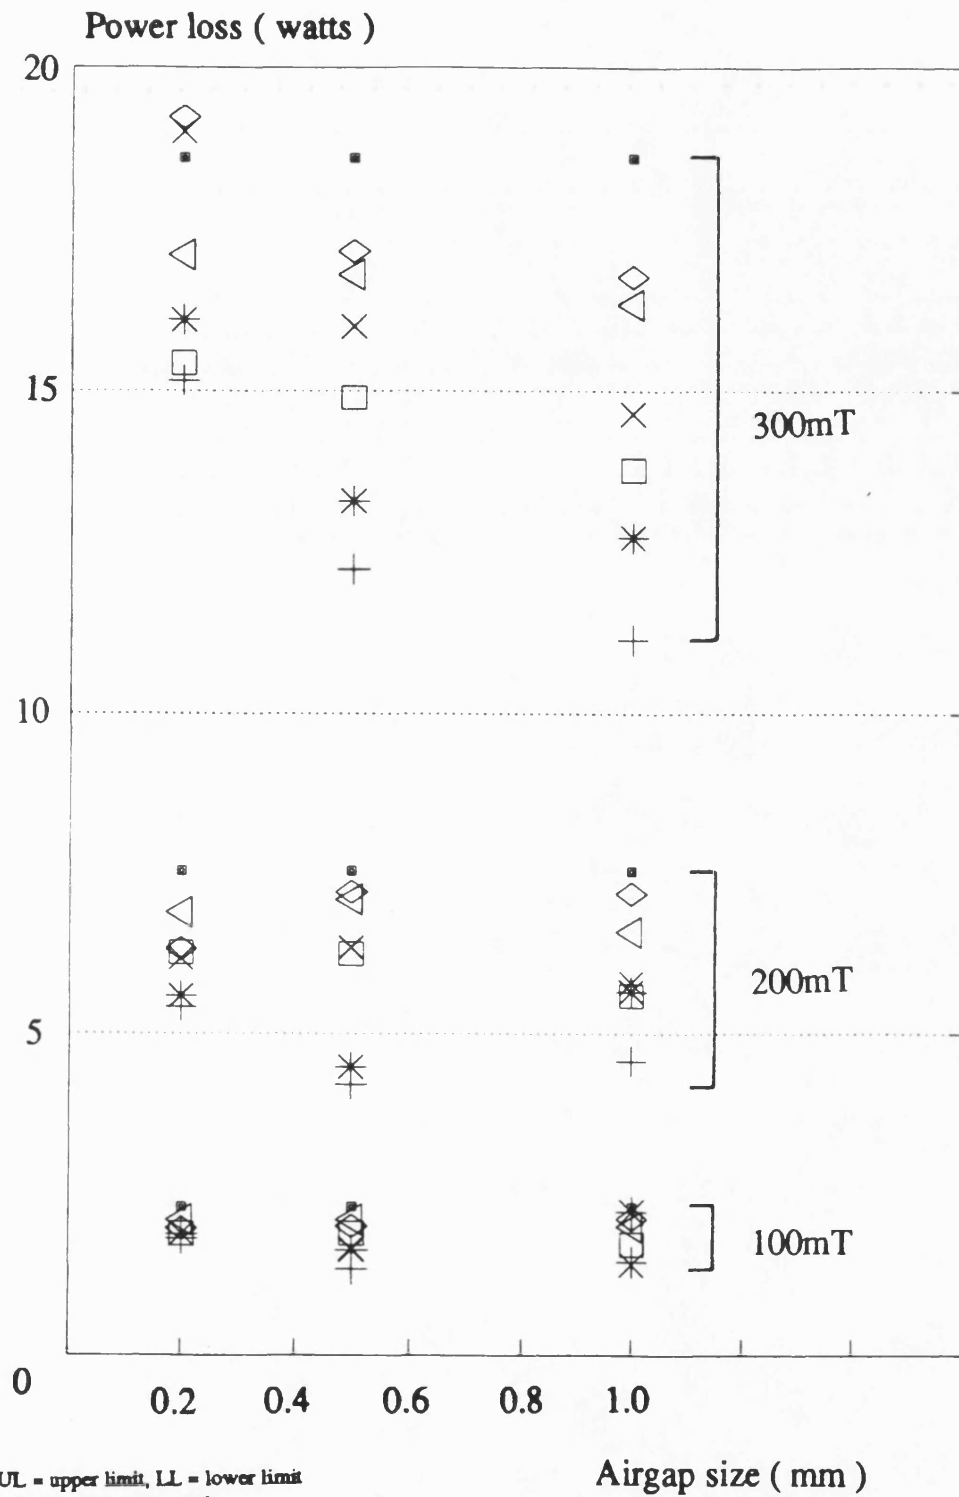 Power loss ( watts )
20
15
300mT
10
200mT
5
100mT
0
0.2 0.4 0.6 0.8 1.0
UL = upper limit, LL = lower limit
Airgap size ( mm )